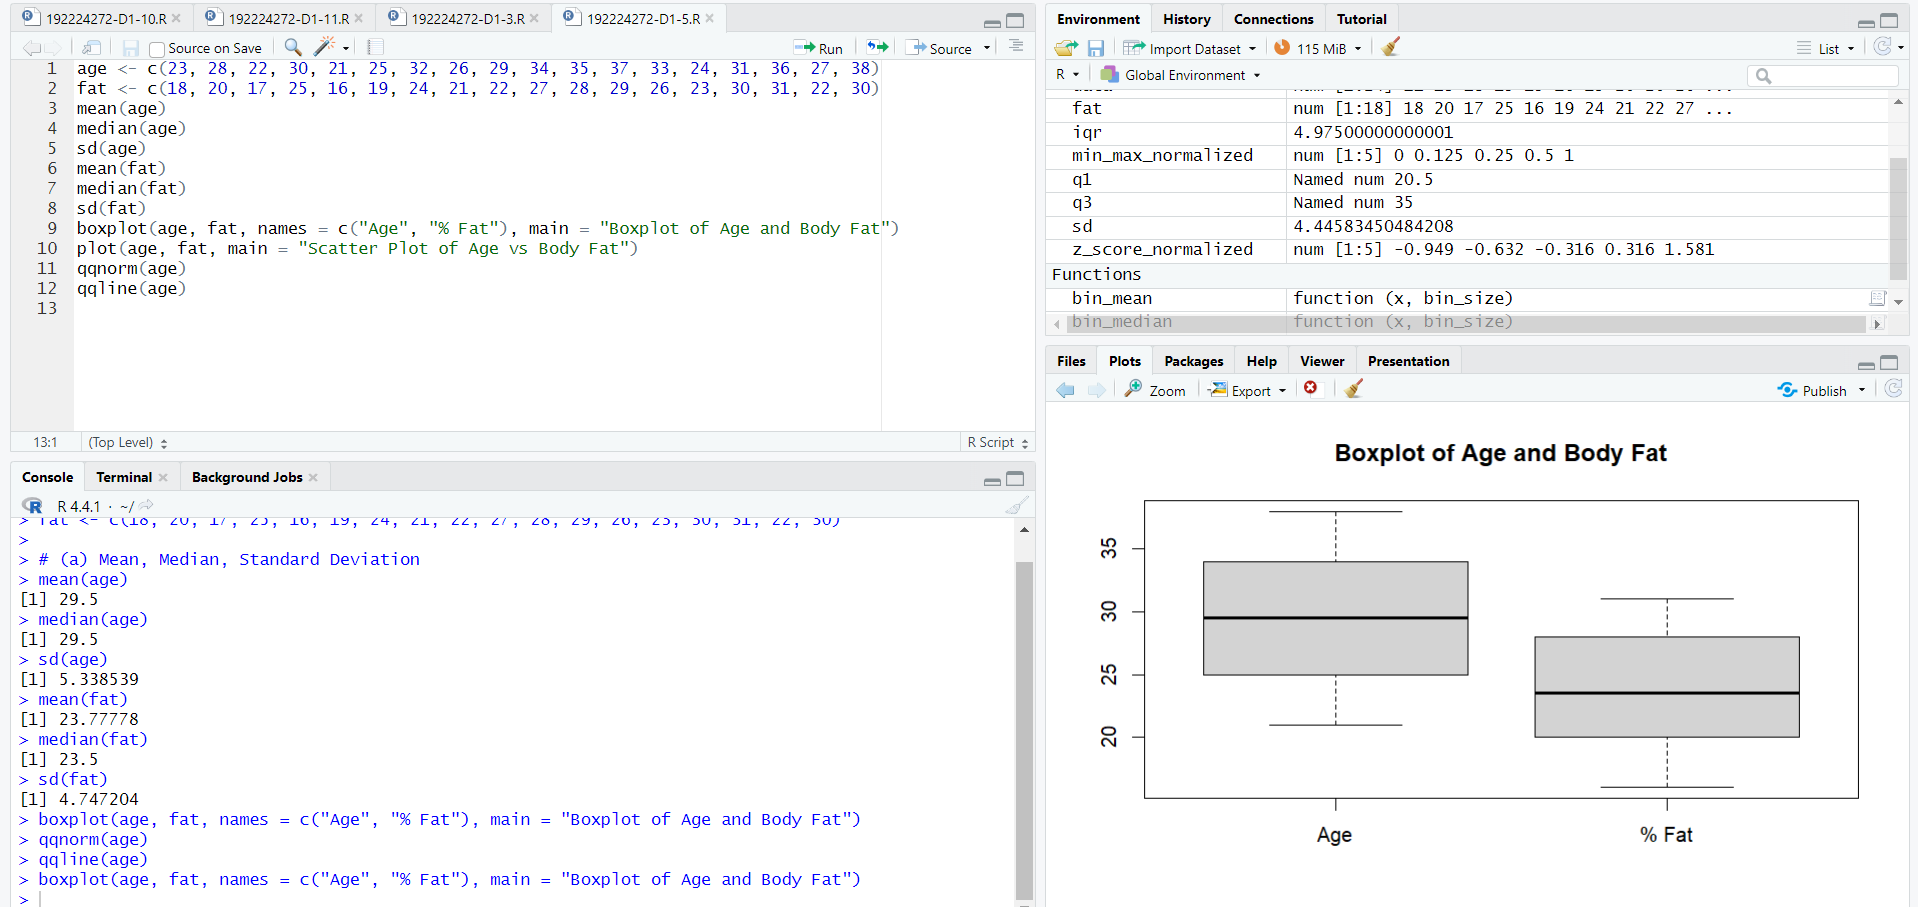 192224272-D1-10.R
192224272-D1-11.R
192224272-D1-3.R
192224272-D1-5.R
Source on Save
Run
Source
1 age <- c(23, 28, 22, 30, 21, 25, 32, 26, 29, 34, 35, 37, 33, 24, 31, 36, 27, 38)
2 fat <- c(18, 20, 17, 25, 16, 19, 24, 21, 22, 27, 28, 29, 26, 23, 30, 31, 22, 30)
3 mean(age)
4 median(age)
5 sd(age)
6 mean(fat)
7 median(fat)
8 sd(fat)
9 boxplot(age, fat, names = c("Age", "% Fat"), main = "Boxplot of Age and Body Fat")
10 plot(age, fat, main = "Scatter Plot of Age vs Body Fat")
11 qqnorm(age)
12 qqline(age)
13
13:1 (Top Level) R Script
Console Terminal Background Jobs
R R 4.4.1 · ~/
> fat <- c(18, 20, 17, 25, 16, 19, 24, 21, 22, 27, 28, 29, 26, 23, 30, 31, 22, 30)
>
> # (a) Mean, Median, Standard Deviation
> mean(age)
[1] 29.5
> median(age)
[1] 29.5
> sd(age)
[1] 5.338539
> mean(fat)
[1] 23.77778
> median(fat)
[1] 23.5
> sd(fat)
[1] 4.747204
> boxplot(age, fat, names = c("Age", "% Fat"), main = "Boxplot of Age and Body Fat")
> qqnorm(age)
> qqline(age)
> boxplot(age, fat, names = c("Age", "% Fat"), main = "Boxplot of Age and Body Fat")
>
Environment History Connections Tutorial
Import Dataset 115 MiB List
R Global Environment
fat num [1:18] 18 20 17 25 16 19 24 21 22 27 ...
iqr 4.97500000000001
min_max_normalized num [1:5] 0 0.125 0.25 0.5 1
q1 Named num 20.5
q3 Named num 35
sd 4.44583450484208
z_score_normalized num [1:5] -0.949 -0.632 -0.316 0.316 1.581
Functions
bin_mean function (x, bin_size)
bin_median function (x, bin_size)
Files Plots Packages Help Viewer Presentation
Zoom Export Publish
Boxplot of Age and Body Fat
35
30
25
20
Age % Fat